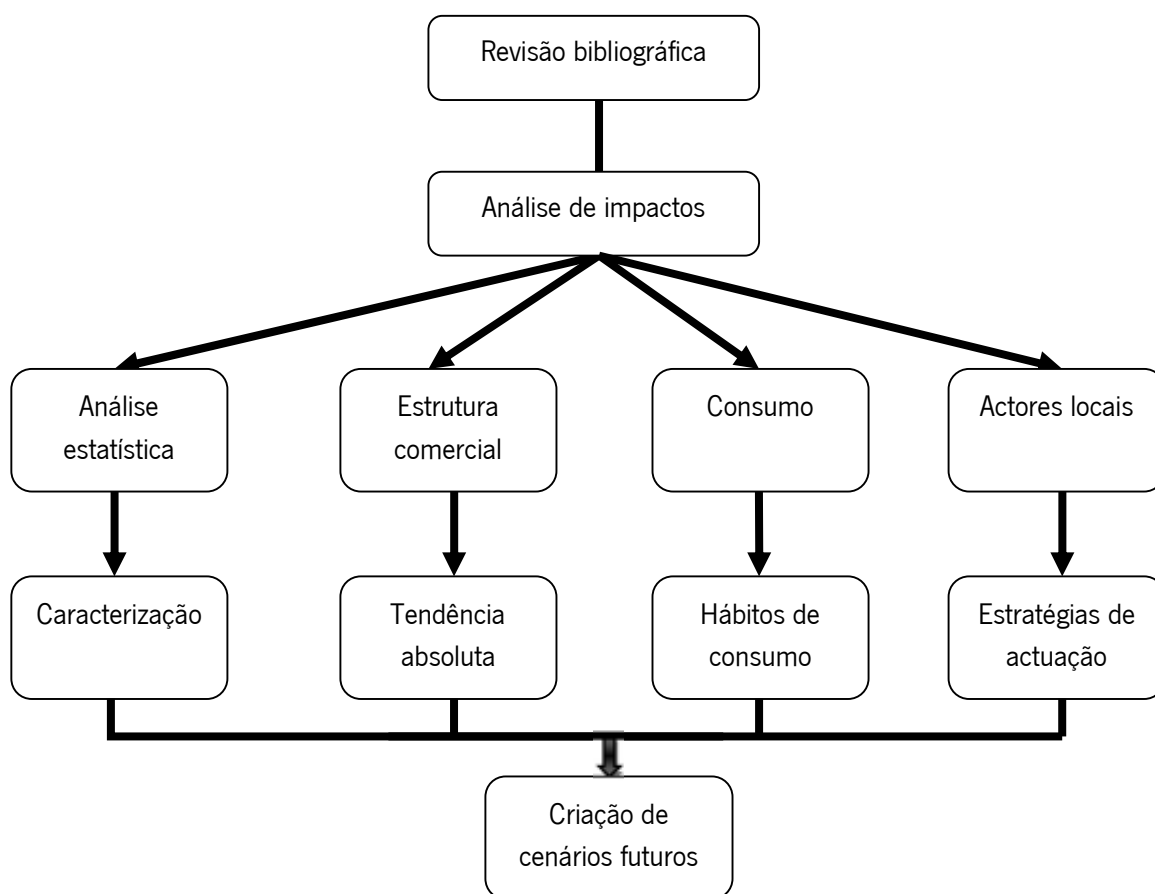 Revisão bibliográfica
Análise de impactos
Análise
estatística
Estrutura
comercial
Consumo
Actores locais
Caracterização
Tendência
absoluta
Hábitos de
consumo
Estratégias de
actuação
Criação de
cenários futuros